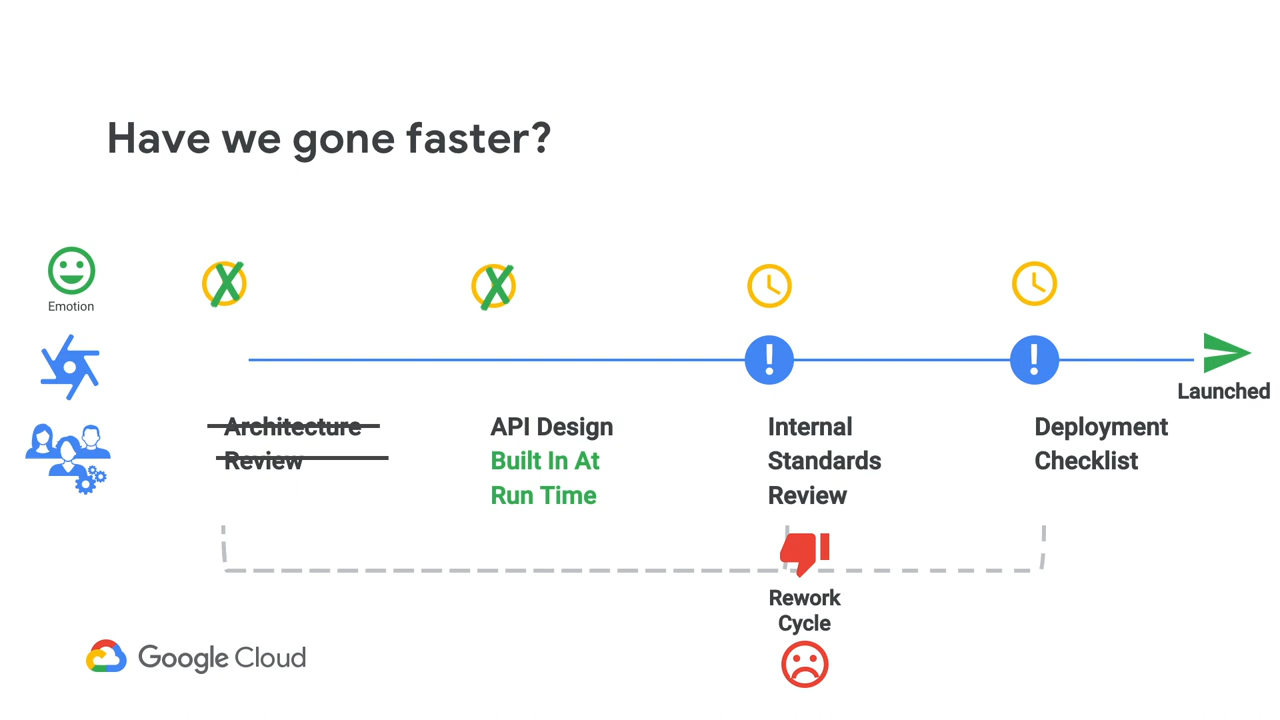 Have we gone faster?
Emotion
Launched
Architecture
Review
API Design
Built In At
Run Time
Internal
Standards
Review
Deployment
Checklist
Rework
Cycle
Google Cloud